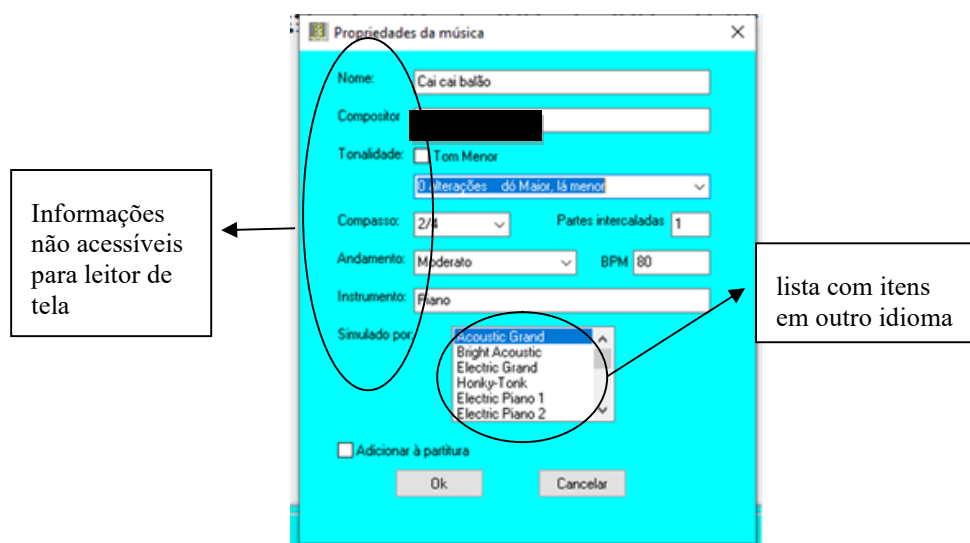 Propriedades da música
Nome: Cai cai balão
Compositor
Tonalidade: Tom Menor
0 alterações dó Maior, lá menor
Compasso: 2/4 Partes intercaladas 1
Andamento: Moderato BPM 80
Instrumento: Piano
Simulado por:
Acoustic Grand
Bright Acoustic
Electric Grand
Honky-Tonk
Electric Piano 1
Electric Piano 2
Adicionar à partitura
Ok Cancelar
Informações
não acessíveis
para leitor de
tela
lista com itens
em outro idioma